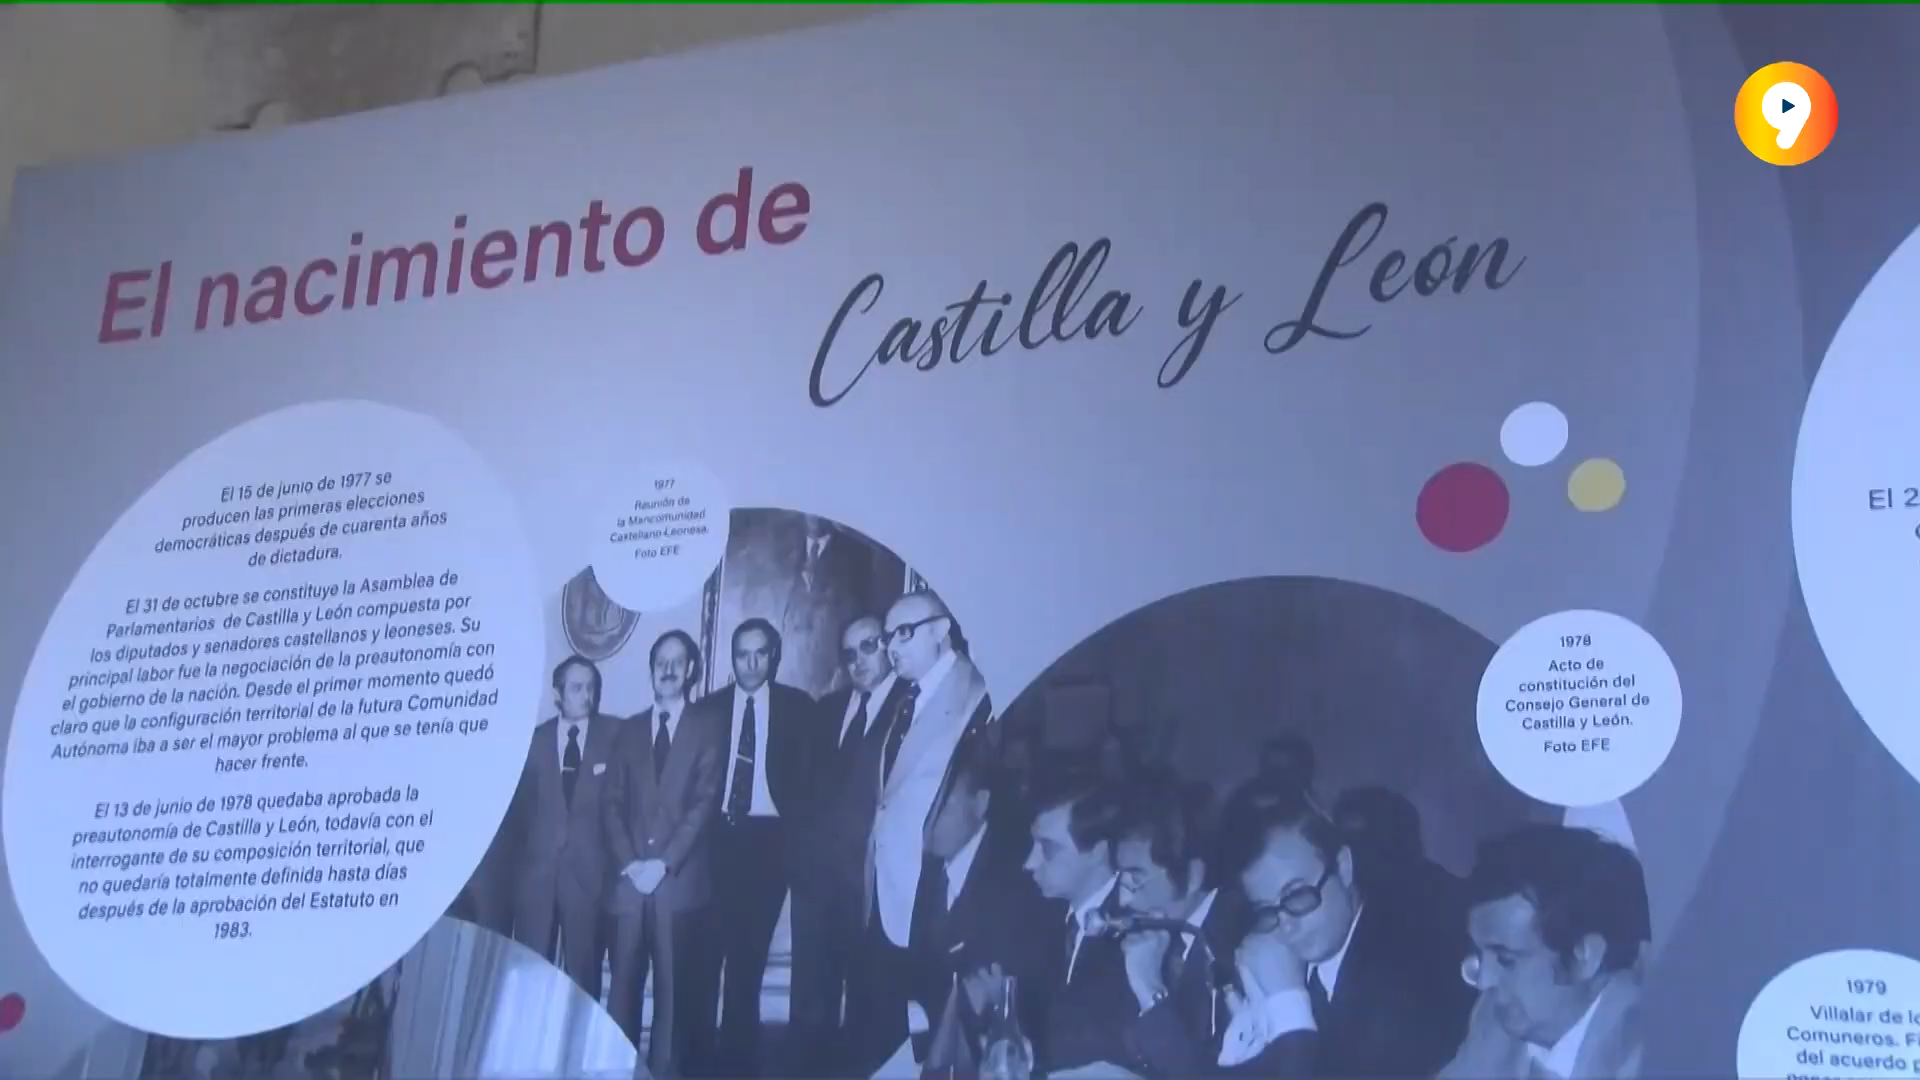 El nacimiento de
Castilla y León
El 15 de junio de 1977 se
producen las primeras elecciones
democráticas después de cuarenta años
de dictadura.
El 31 de octubre se constituye la Asamblea de
Parlamentarios de Castilla y León compuesta por
los diputados y senadores castellanos y leoneses. Su
principal labor fue la negociación de la preautonomía con
el gobierno de la nación. Desde el primer momento quedó
claro que la configuración territorial de la futura Comunidad
Autónoma iba a ser el mayor problema al que se tenía que
hacer frente.
El 13 de junio de 1978 quedaba aprobada la
preautonomía de Castilla y León, todavía con el
interrogante de su composición territorial, que
no quedaría totalmente definida hasta días
después de la aprobación del Estatuto en
1983.
1977
Reunión de
la Mancomunidad
Castellano-Leonesa.
Foto EFE
1978
Acto de
constitución del
Consejo General de
Castilla y León.
Foto EFE
El 2
1979
Villalar de lo
Comuneros. Fi
del acuerdo p
9